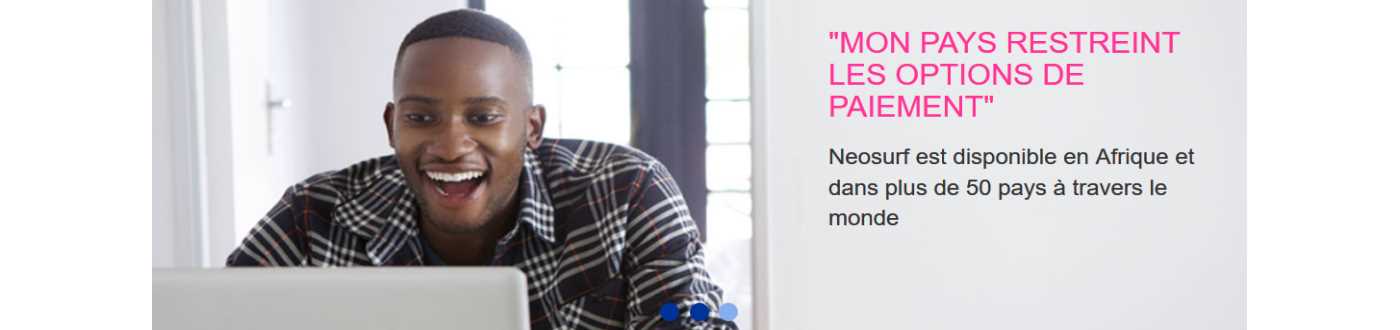 "MON PAYS RESTREINT
LES OPTIONS DE
PAIEMENT"
Neosurf est disponible en Afrique et
dans plus de 50 pays à travers le
monde